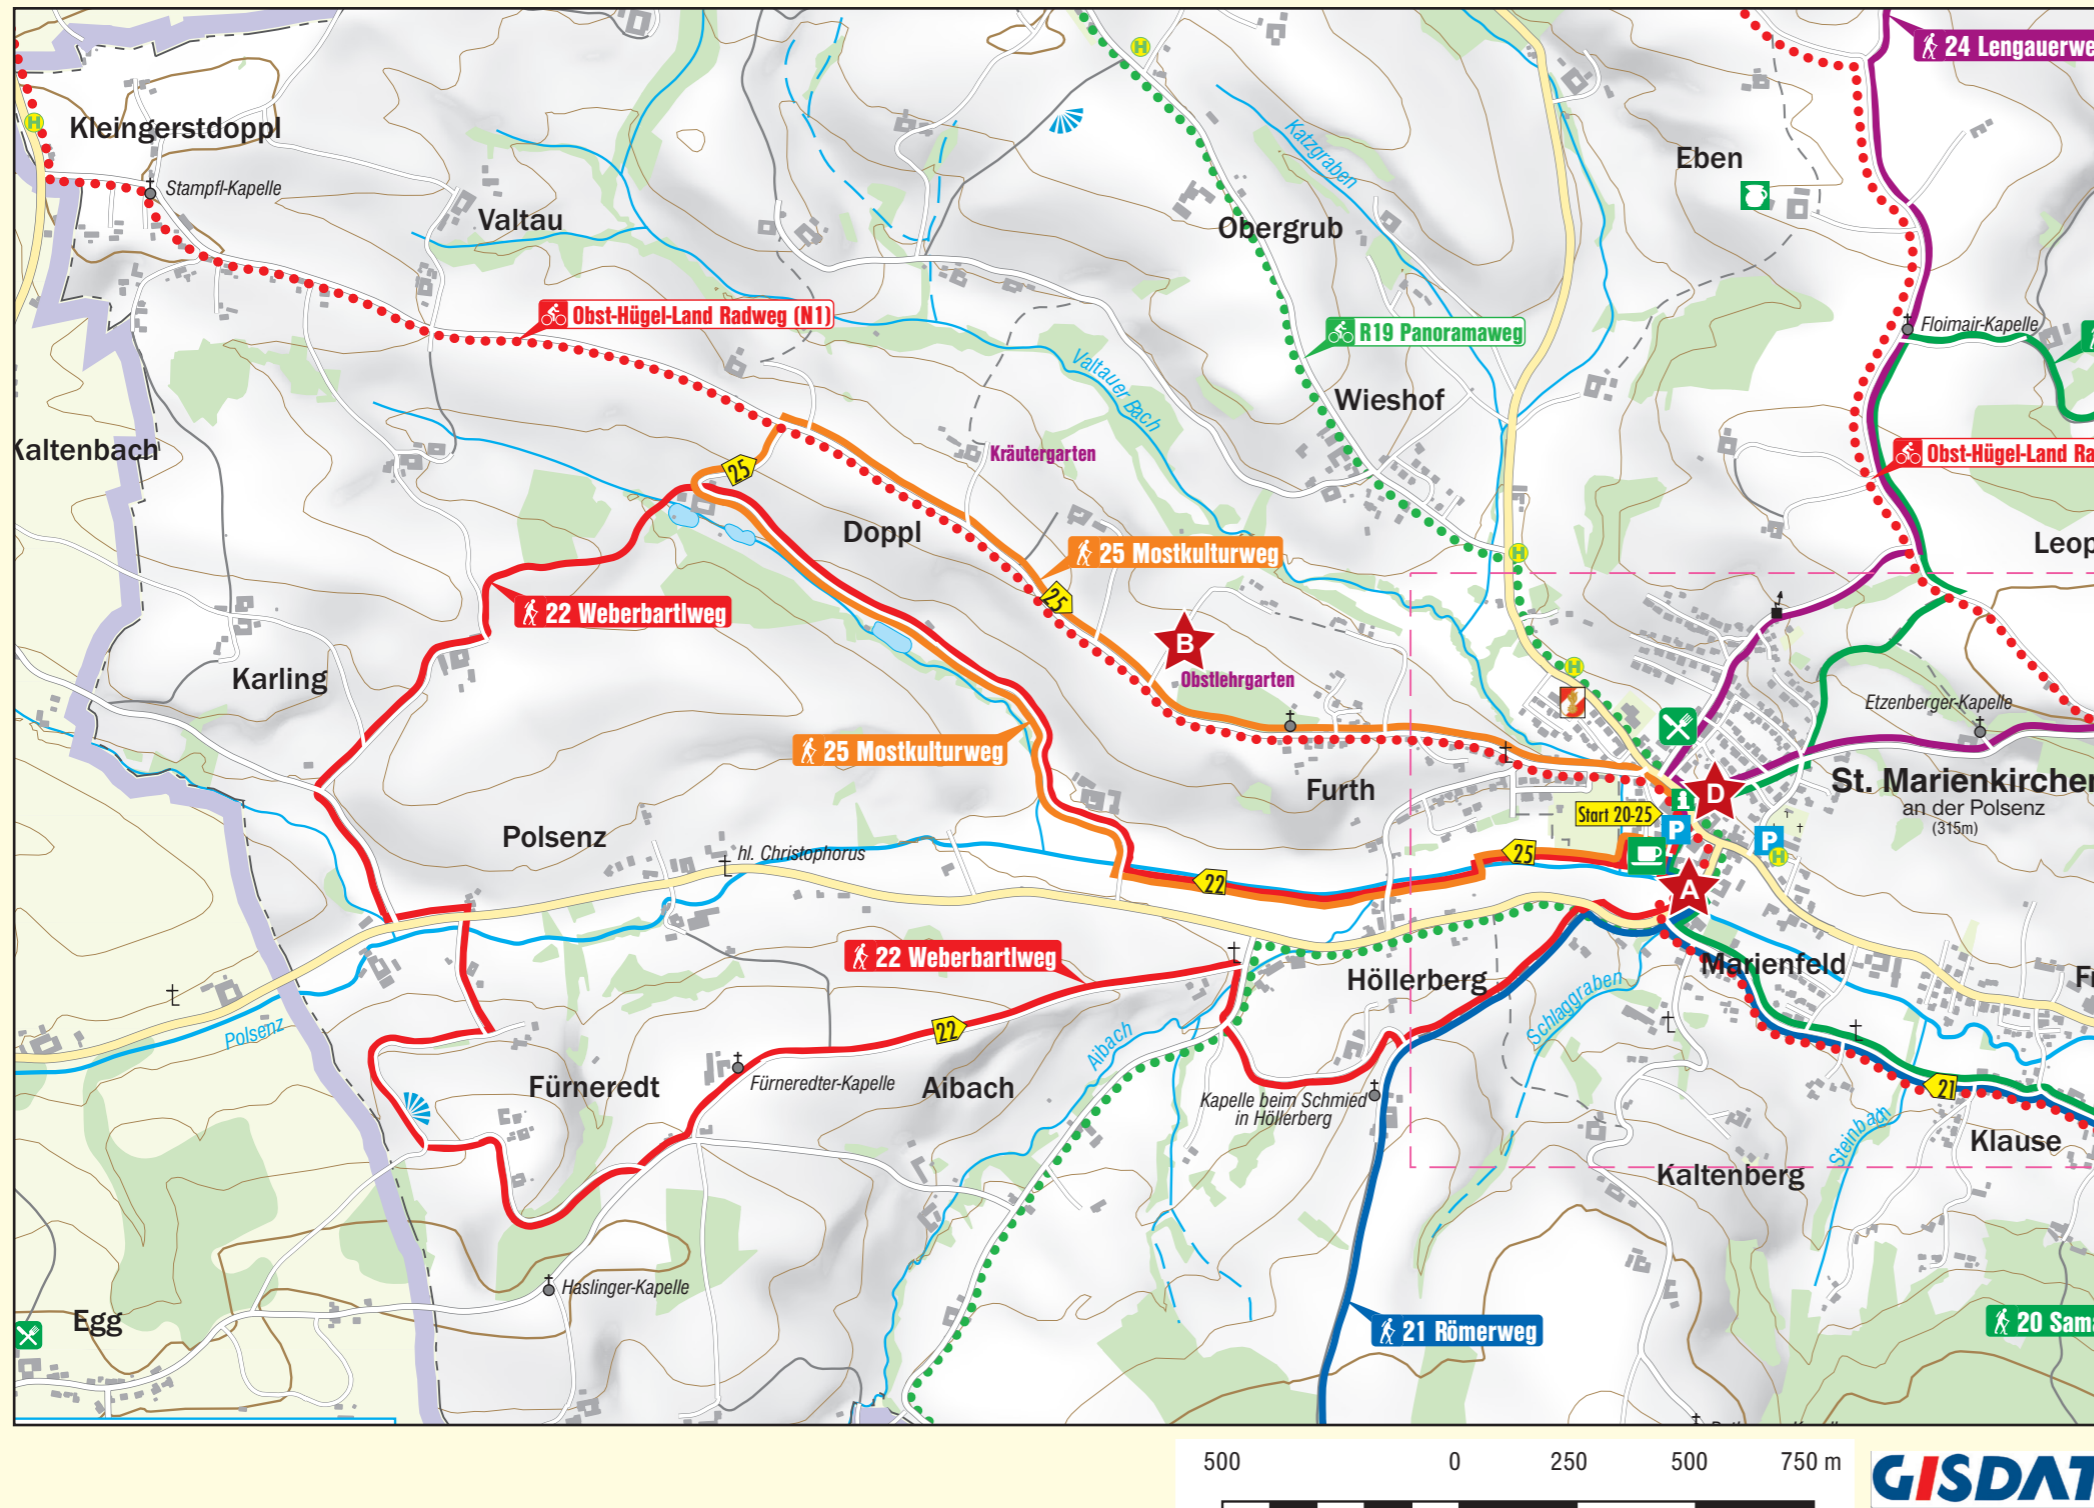 24 Lengauerwe
H
H
Kleingerstdoppl
Stampfl-Kapelle
Valtau
Katzgraben
Eben
Obergrub
Obst-Hügel-Land Radweg (N1)
R19 Panoramaweg
Floimair-Kapelle
Valtauer Bach
Wieshof
Kaltenbach
Kräutergarten
25
Obst-Hügel-Land Ra
Doppl
25 Mostkulturweg
H
Leop
22 Weberbartlweg
25
B
Obstlehrgarten
H
Karling
Etzenberger-Kapelle
25 Mostkulturweg
Furth
D
St. Marienkirchen
an der Polsenz
(315m)
Start 20-25
i
P
P
H
Polsenz
hl. Christophorus
25
22
A
22 Weberbartlweg
Höllerberg
Marienfeld
Fr
Schlaggraben
Polsenz
22
Aibach
Fürneredt
Fürneredter-Kapelle
Aibach
Kapelle beim Schmied
in Höllerberg
21
Steinbach
Klause
Kaltenberg
Haslinger-Kapelle
Egg
21 Römerweg
20 Sama
500 0 250 500 750 m
GISDAT